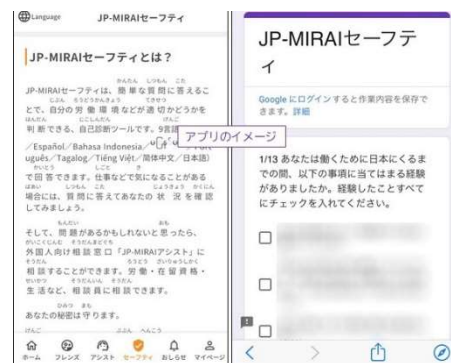 Language
JP-MIRAIセーフティ
JP-MIRAIセーフティとは？
JP-MIRAIセーフティは、簡単な質問に答えるこ
とで、自分の労働環境などが適切かどうかを
判断できる、自己診断ツールです。9言語
/Español/Bahasa Indonesia/
uguês/Tagalog/Tiếng Việt/简体中文/日本語）
で回答できます。仕事などで気になることがある
場合には、質問に答えてあなたの状況を確認
してみましょう。
そして、問題があるかもしれないと思ったら、
外国人向け相談窓口「JP-MIRAIアシスト」に
相談することができます。労働・在留資格・
生活など、相談員に相談できます。
あなたの秘密は守ります。
ホーム
フレンズ
アシスト
セーフティ
おしらせ
マイページ
アプリのイメージ
JP-MIRAIセーフテ
ィ
Google にログインすると作業内容を保存で
きます。詳細
1/13 あなたは働くために日本にくるま
での間、以下の事項に当てはまる経験
がありましたか。経験したことすべて
にチェックを入れてください。